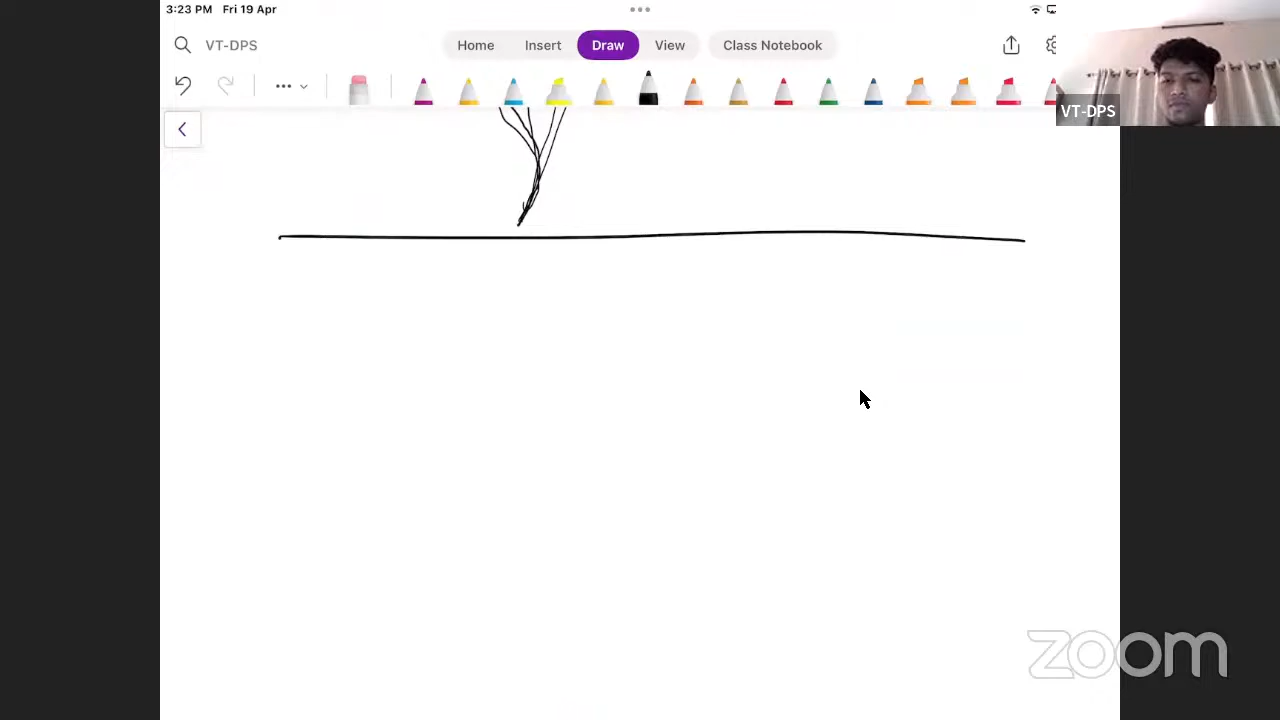 3:23 PM Fri 19 Apr
VT-DPS
Home Insert Draw View Class Notebook
VT-DPS
zoom